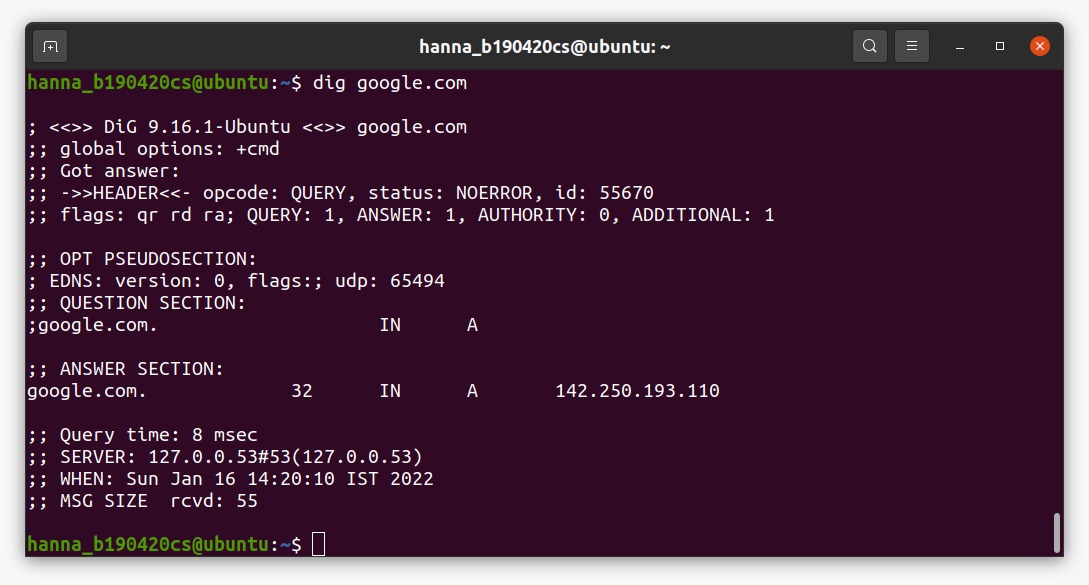 hanna_b190420cs@ubuntu: ~
hanna_b190420cs@ubuntu:~$ dig google.com
; <<>> DiG 9.16.1-Ubuntu <<>> google.com
;; global options: +cmd
;; Got answer:
;; ->>HEADER<<- opcode: QUERY, status: NOERROR, id: 55670
;; flags: qr rd ra; QUERY: 1, ANSWER: 1, AUTHORITY: 0, ADDITIONAL: 1
;; OPT PSEUDOSECTION:
; EDNS: version: 0, flags:; udp: 65494
;; QUESTION SECTION:
;google.com. IN A
;; ANSWER SECTION:
google.com. 32 IN A 142.250.193.110
;; Query time: 8 msec
;; SERVER: 127.0.0.53#53(127.0.0.53)
;; WHEN: Sun Jan 16 14:20:10 IST 2022
;; MSG SIZE  rcvd: 55
hanna_b190420cs@ubuntu:~$